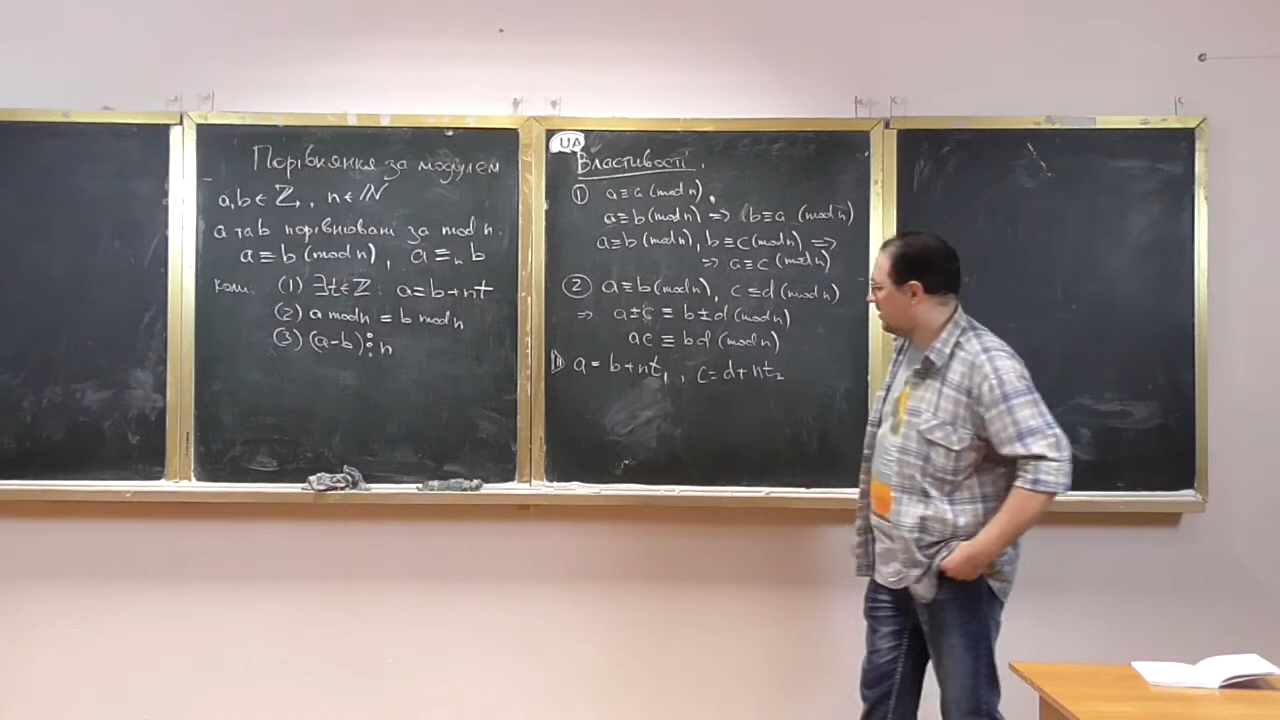 Порівняння за модулем
a, b ∈ ℤ, n ∈ ℕ
a та b порівнювані за mod n.
a ≡ b (mod n), a ≡ₙ b
коли: (1) ∃t∈ℤ: a = b + nt
(2) a mod n = b mod n
(3) (a-b)⋮n
UA
Властивості.
① a ≡ a (mod n),
a ≡ b (mod n) => b ≡ a (mod n)
a ≡ b (mod n), b ≡ c (mod n) =>
=> a ≡ c (mod n)
② a ≡ b (mod n), c ≡ d (mod n)
=> a ± c ≡ b ± d (mod n)
ac ≡ bd (mod n)
a = b + nt₁, c = d + nt₂